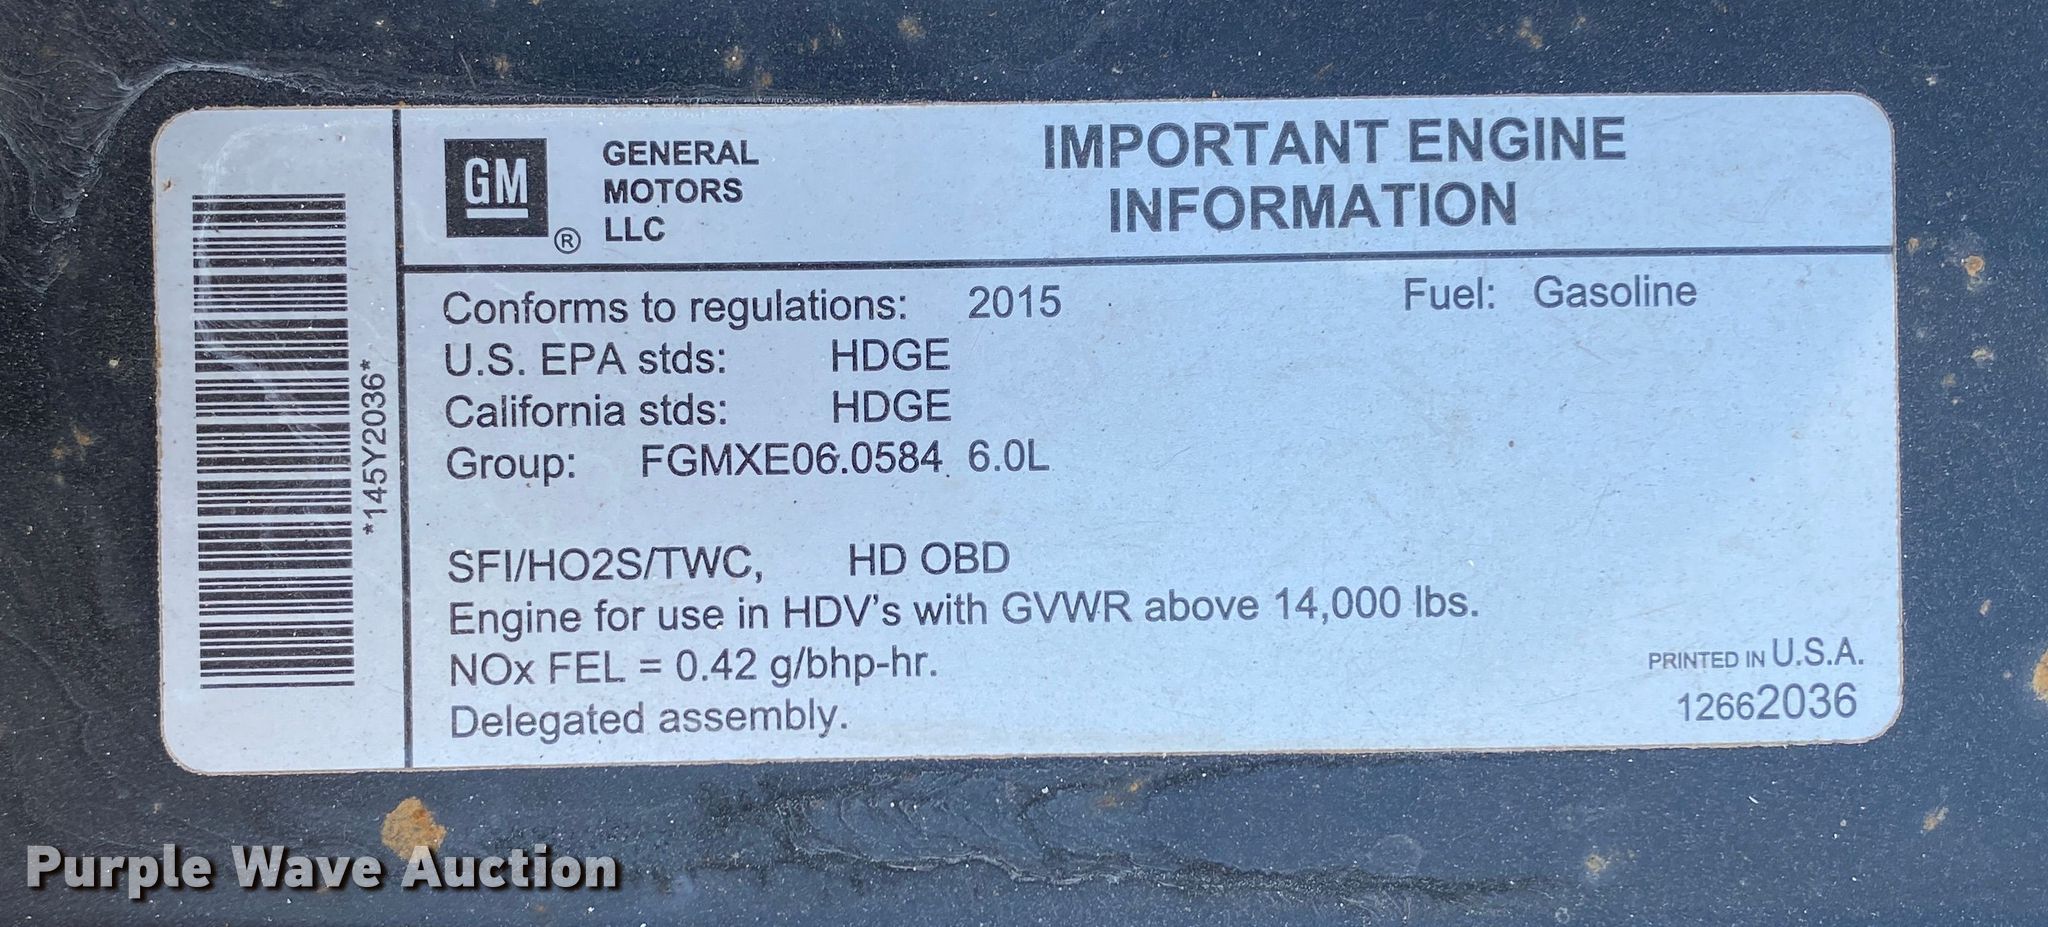 GM
®
GENERAL
MOTORS
LLC
IMPORTANT ENGINE
INFORMATION
*145Y2036*
Conforms to regulations: 2015
Fuel: Gasoline
U.S. EPA stds: HDGE
California stds: HDGE
Group: FGMXE06.0584 6.0L
SFI/HO2S/TWC, HD OBD
Engine for use in HDV's with GVWR above 14,000 lbs.
NOx FEL = 0.42 g/bhp-hr.
Delegated assembly.
PRINTED IN U.S.A.
12662036
Purple Wave Auction